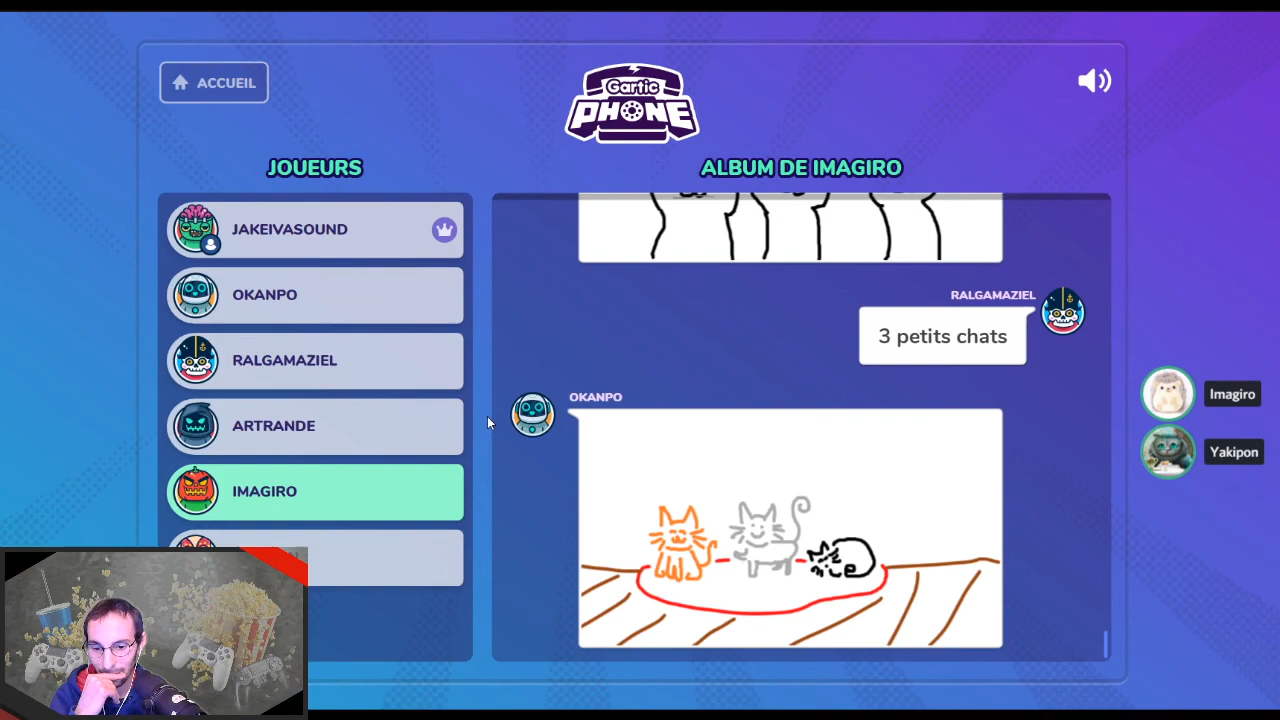 ACCUEIL
Gartic
PHONE
JOUEURS
ALBUM DE IMAGIRO
JAKEIVASOUND
OKANPO
RALGAMAZIEL
ARTRANDE
IMAGIRO
RALGAMAZIEL
3 petits chats
OKANPO
Imagiro
Yakipon